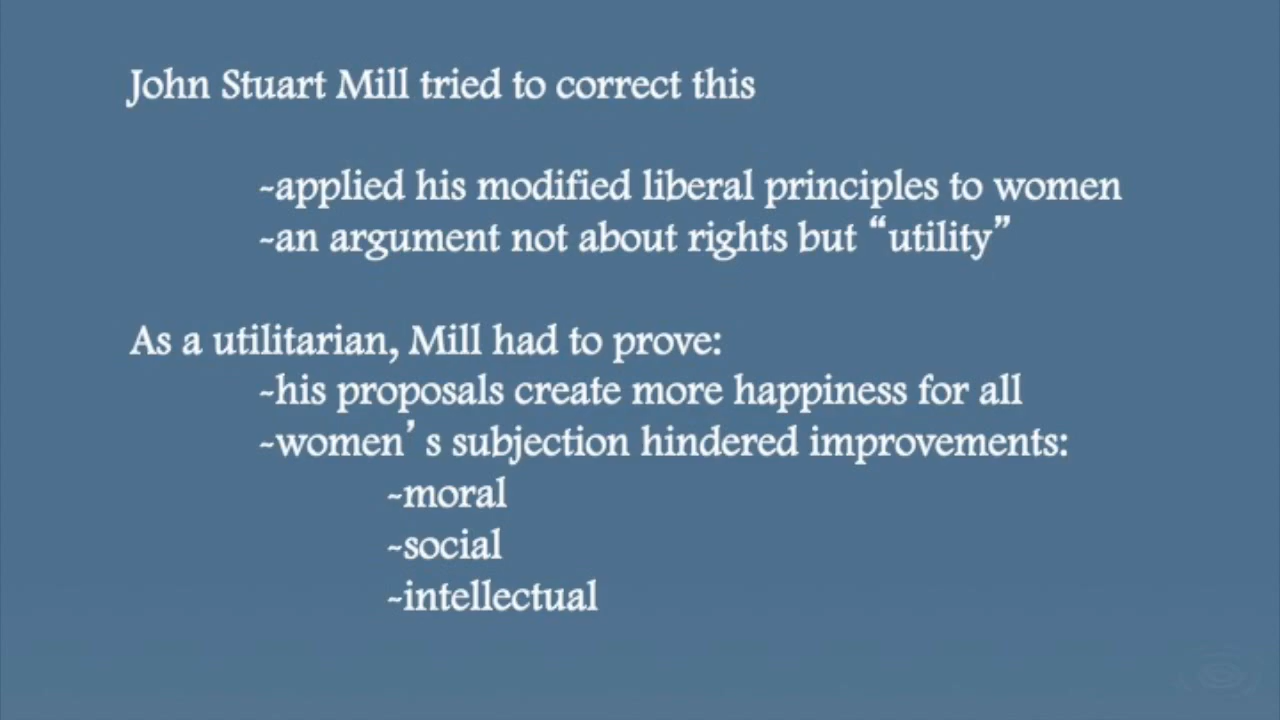 John Stuart Mill tried to correct this
-applied his modified liberal principles to women
-an argument not about rights but “utility”
As a utilitarian, Mill had to prove:
-his proposals create more happiness for all
-women’ s subjection hindered improvements:
-moral
-social
-intellectual